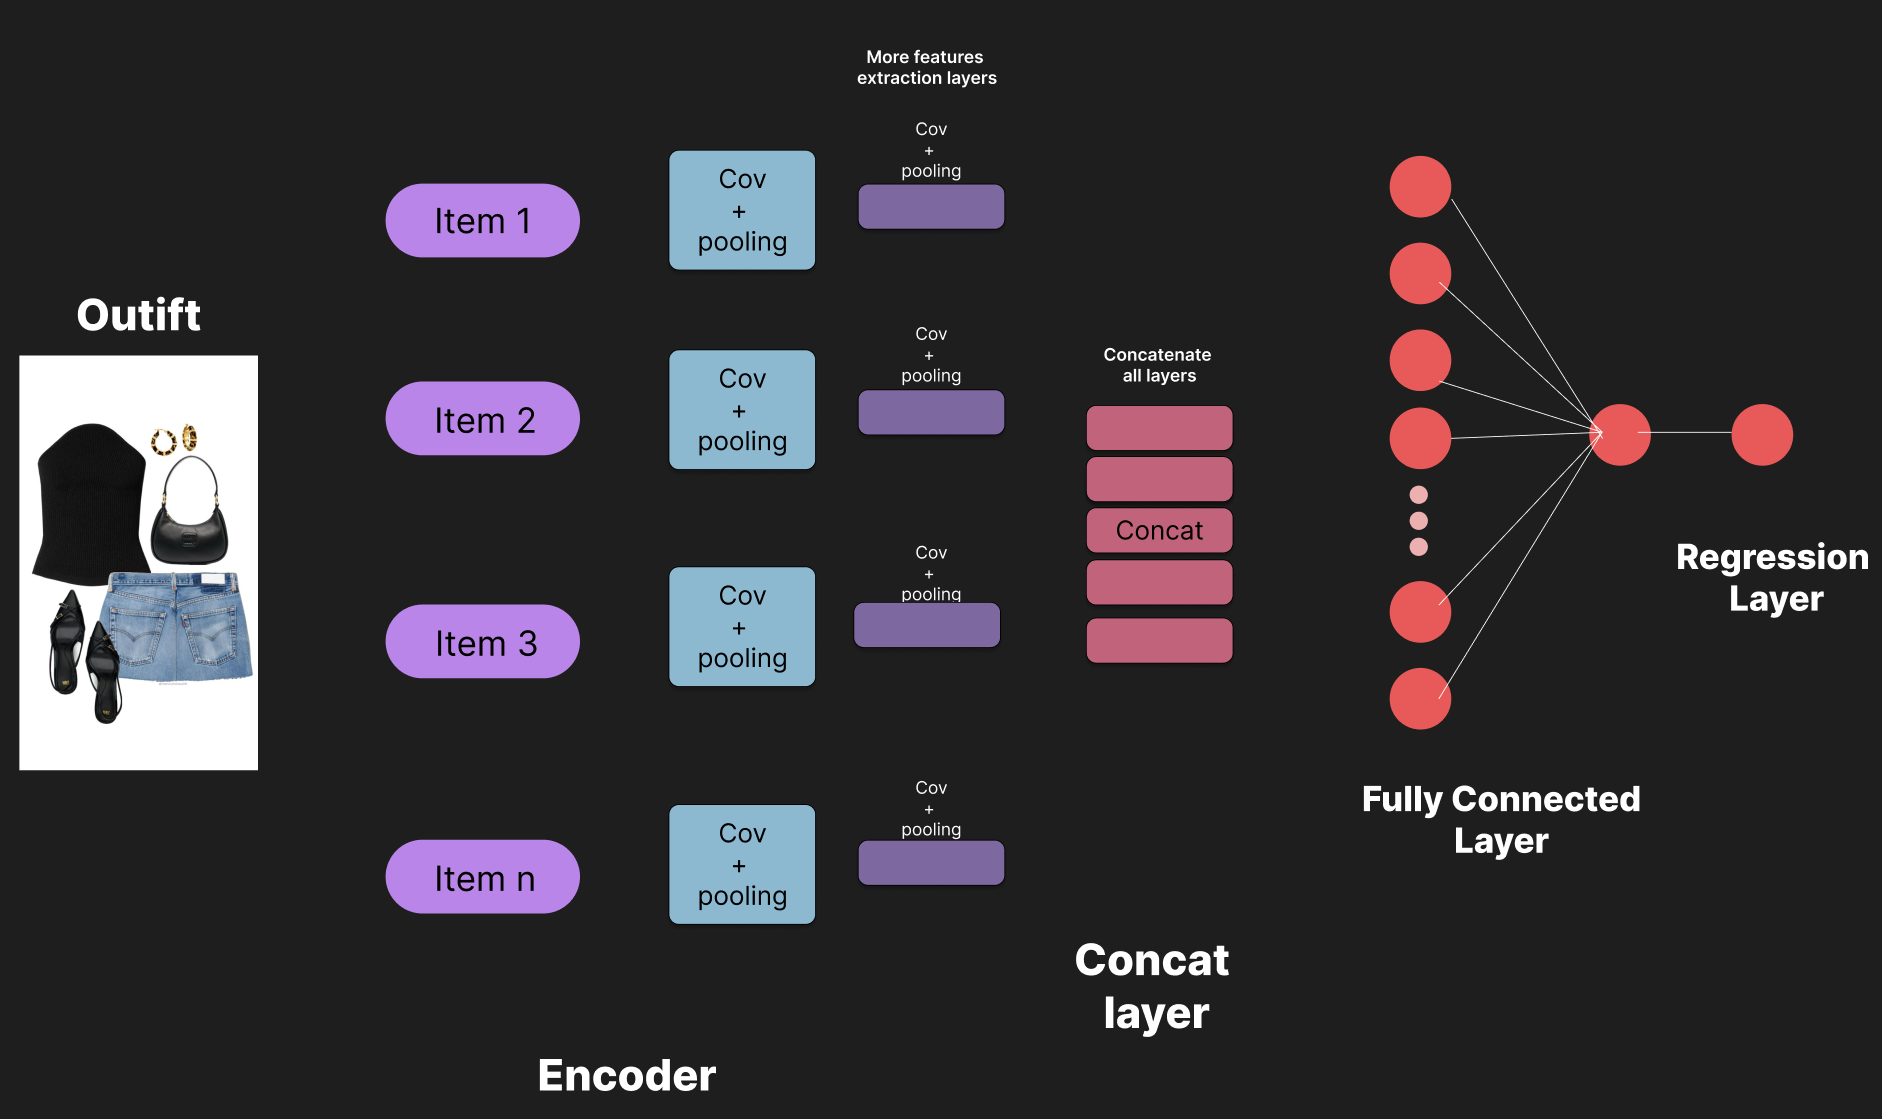 More features
extraction layers
Cov
+
pooling
Cov
+
pooling
Item 1
Outift
Cov
+
pooling
Cov
+
pooling
Item 2
Concatenate
all layers
Concat
Cov
+
pooling
Cov
+
pooling
Item 3
Regression
Layer
Cov
+
pooling
Cov
+
pooling
Item n
Fully Connected
Layer
Concat
layer
Encoder